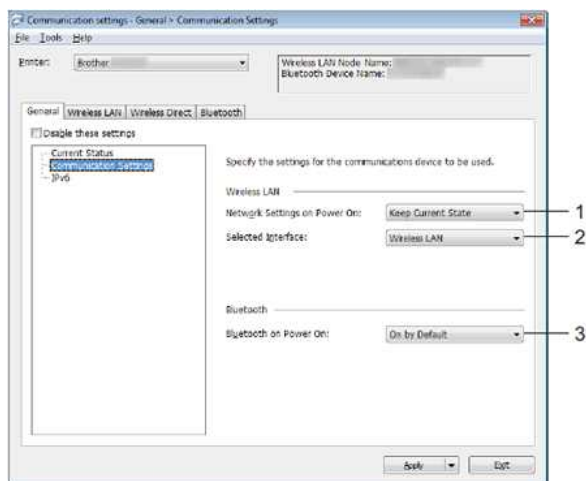 Communication settings - General > Communication Settings
File Tools Help
Printer: Brother
Wireless LAN Node Name:
Bluetooth Device Name:
General Wireless LAN Wireless Direct Bluetooth
Disable these settings
Current Status
Communication Settings
IPv6
Specify the settings for the communications device to be used.
Wireless LAN
Network Settings on Power On: Keep Current State 1
Selected Interface: Wireless LAN 2
Bluetooth
Bluetooth on Power On: On by Default 3
Apply Exit